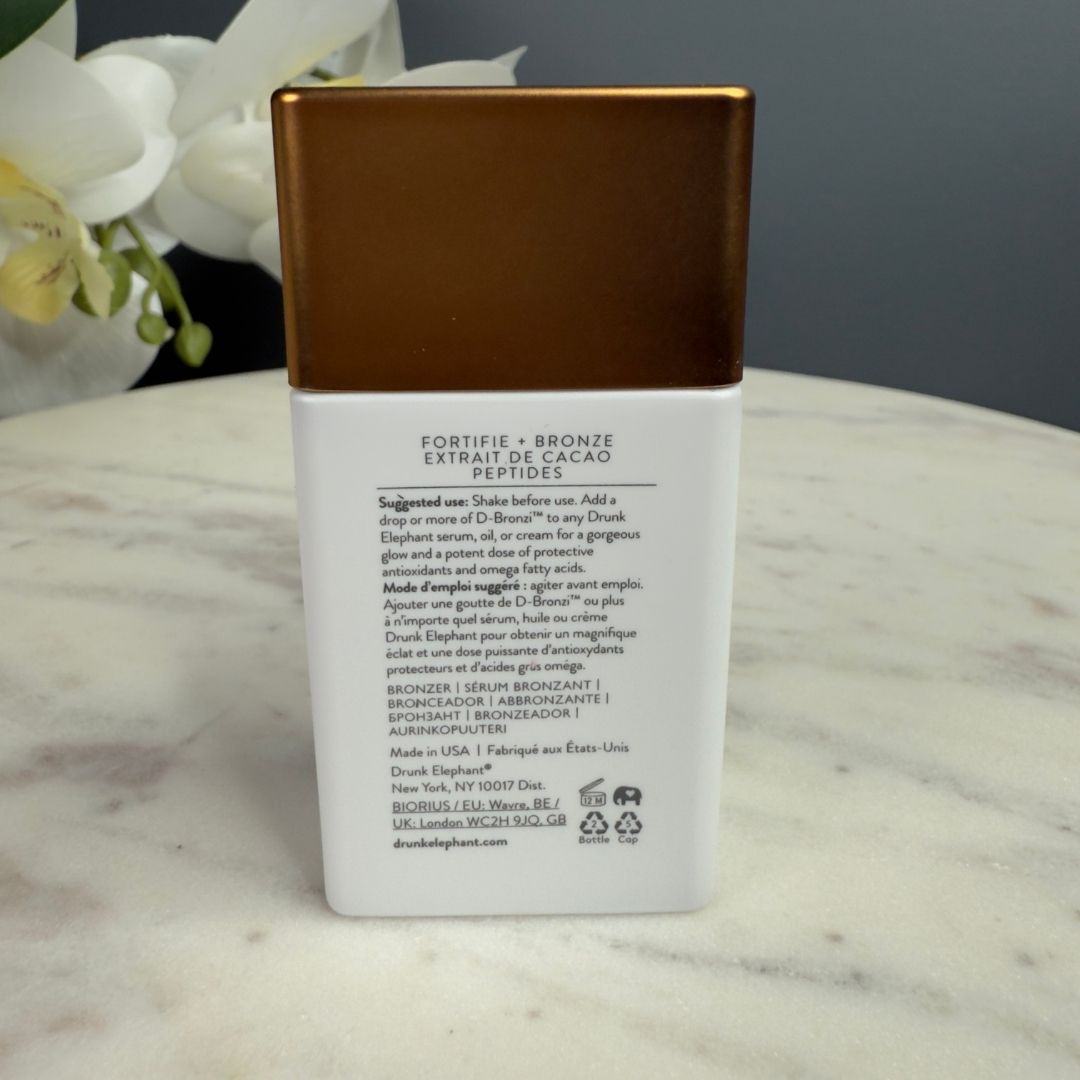 FORTIFIE + BRONZE
EXTRAIT DE CACAO
PEPTIDES
Suggested use: Shake before use. Add a
drop or more of D-Bronzi™ to any Drunk
Elephant serum, oil, or cream for a gorgeous
glow and a potent dose of protective
antioxidants and omega fatty acids.
Mode d'emploi suggéré : agiter avant emploi.
Ajouter une goutte de D-Bronzi™ ou plus
à n'importe quel sérum, huile ou crème
Drunk Elephant pour obtenir un magnifique
éclat et une dose puissante d'antioxydants
protecteurs et d'acides gras oméga.
BRONZER | SÉRUM BRONZANT |
BRONCEADOR | ABBRONZANTE |
БРОНЗАНТ | BRONZEADOR |
AURINKOPUUTERI
Made in USA | Fabriqué aux États-Unis
Drunk Elephant®
New York, NY 10017 Dist.
BIORIUS / EU: Wavre, BE /
UK: London WC2H 9JQ, GB
drunkelephant.com
12 M
2 5
Bottle Cap